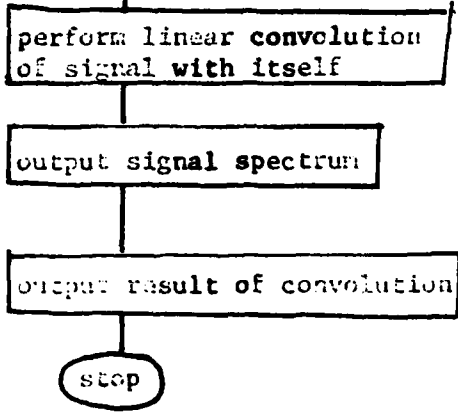 perform linear convolution
of signal with itself
output signal spectrum
output result of convolution
stop